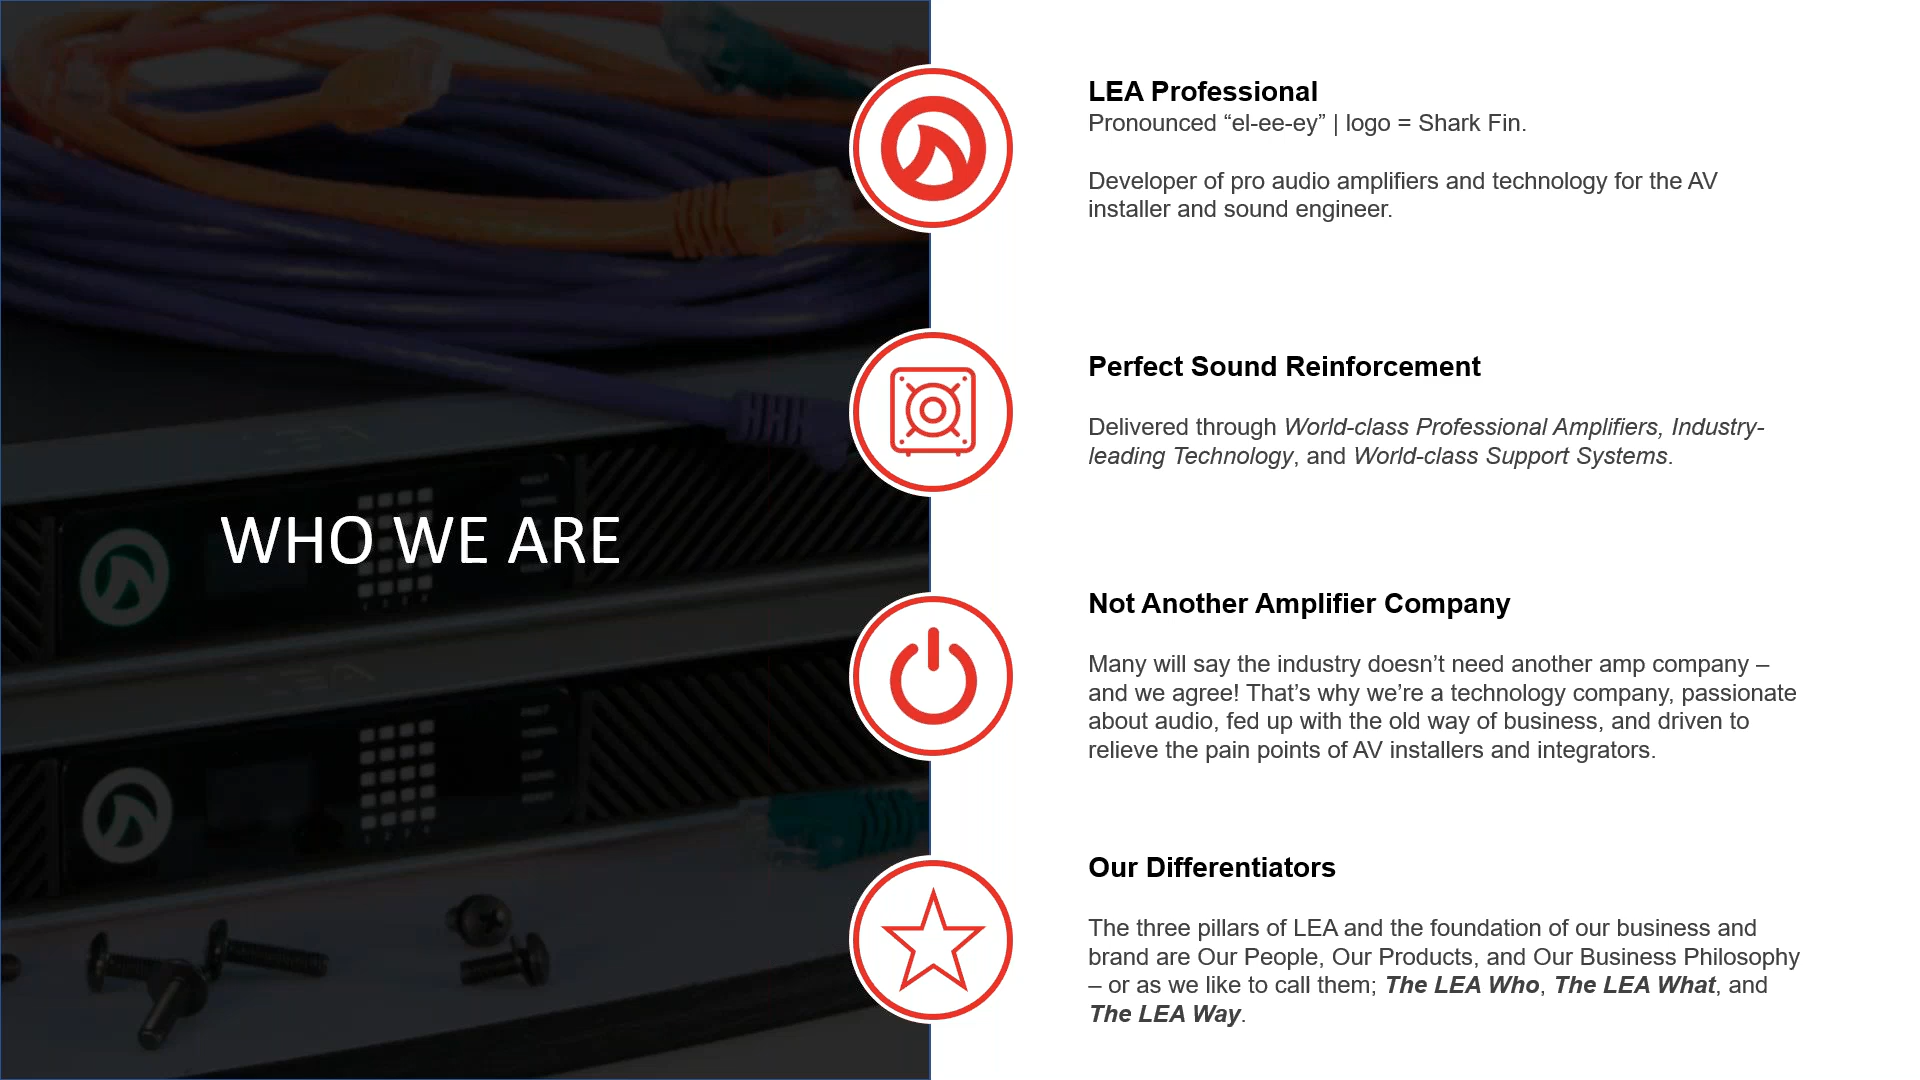 WHO WE ARE
LEA Professional
Pronounced “el-ee-ey” | logo = Shark Fin.
Developer of pro audio amplifiers and technology for the AV
installer and sound engineer.
Perfect Sound Reinforcement
Delivered through World-class Professional Amplifiers, Industry-
leading Technology, and World-class Support Systems.
Not Another Amplifier Company
Many will say the industry doesn’t need another amp company –
and we agree! That’s why we’re a technology company, passionate
about audio, fed up with the old way of business, and driven to
relieve the pain points of AV installers and integrators.
Our Differentiators
The three pillars of LEA and the foundation of our business and
brand are Our People, Our Products, and Our Business Philosophy
– or as we like to call them; The LEA Who, The LEA What, and
The LEA Way.